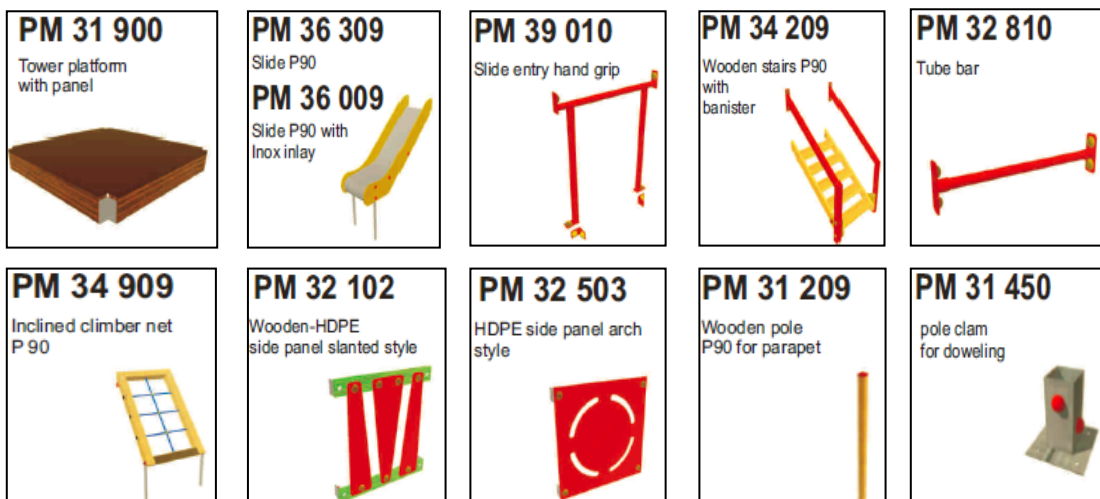 PM 31 900
Tower platform
with panel
PM 36 309
Slide P90
PM 36 009
Slide P90 with
Inox inlay
PM 39 010
Slide entry hand grip
PM 34 209
Wooden stairs P90
with
banister
PM 32 810
Tube bar
PM 34 909
Inclined climber net
P 90
PM 32 102
Wooden-HDPE
side panel slanted style
PM 32 503
HDPE side panel arch
style
PM 31 209
Wooden pole
P90 for parapet
PM 31 450
pole clam
for doweling